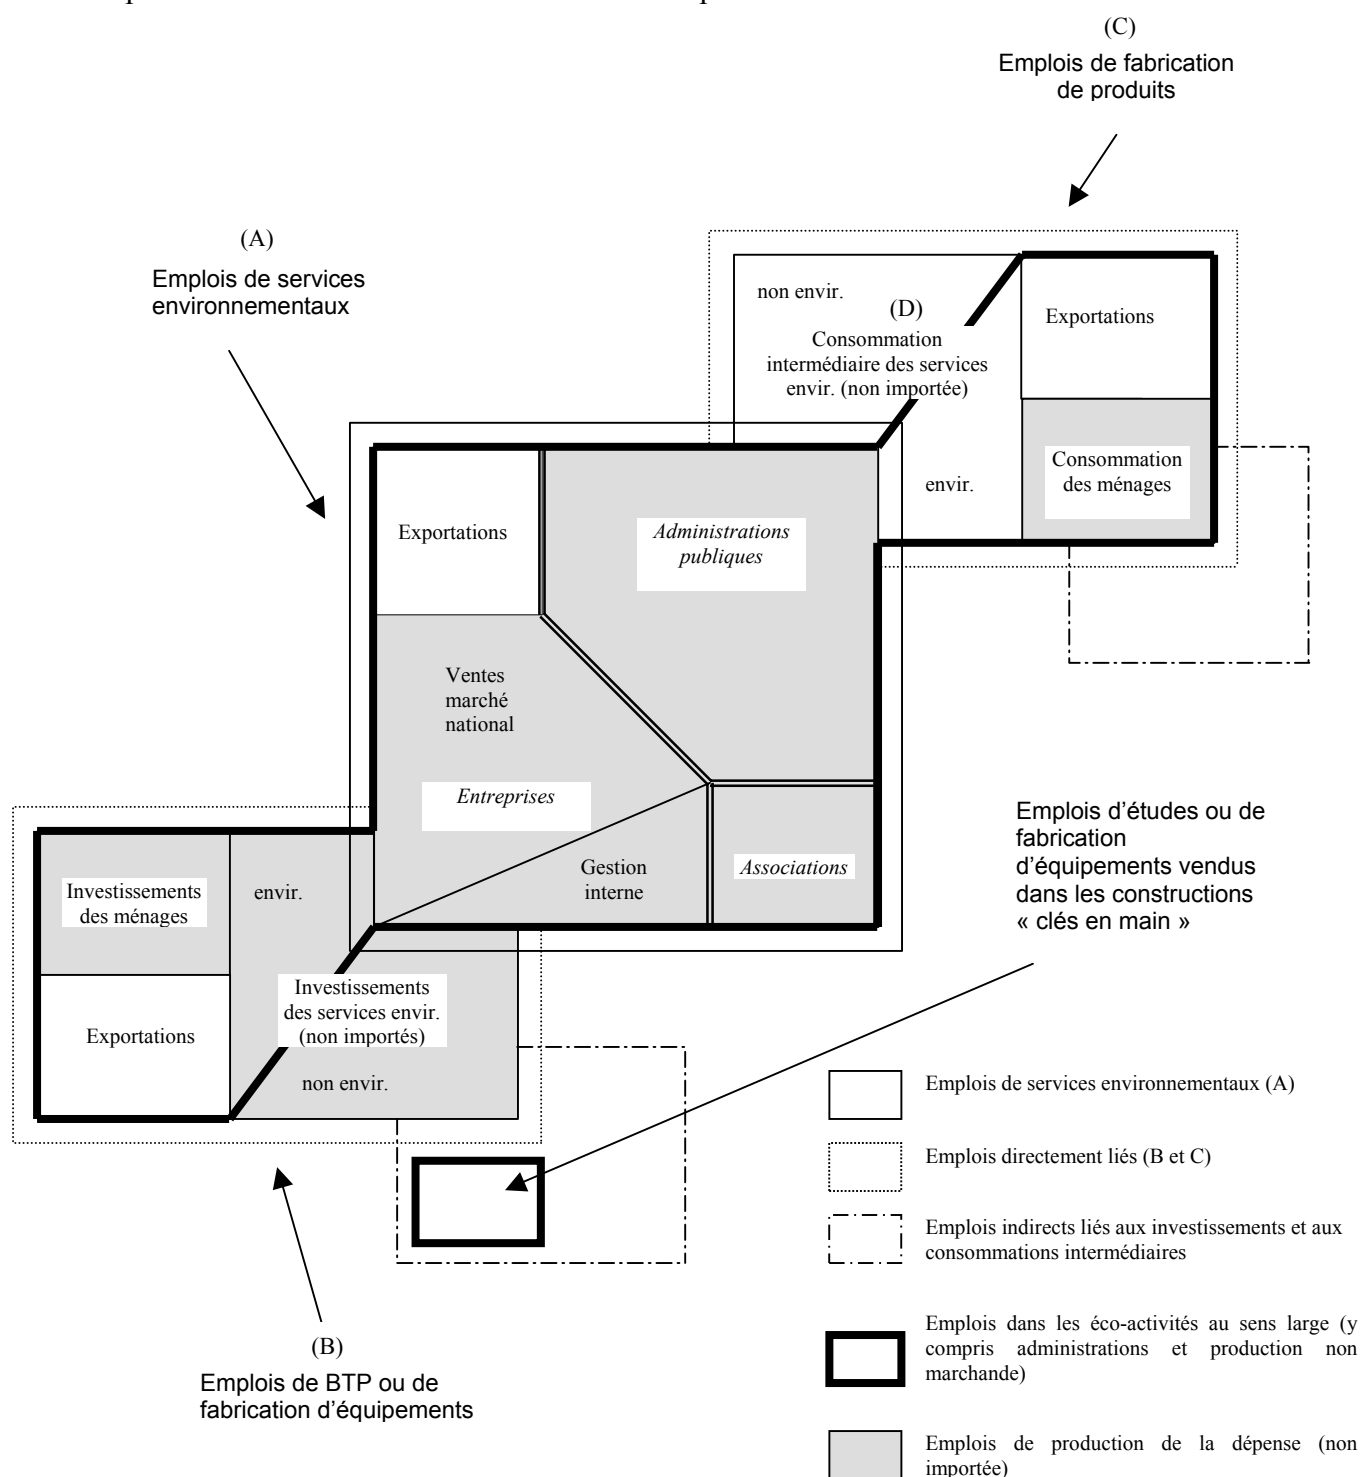 (C)
Emplois de fabrication
de produits
(A)
Emplois de services
environnementaux
non envir.
(D)
Consommation
intermédiaire des services
envir. (non importée)
Exportations
envir.
Consommation
des ménages
Exportations
Administrations
publiques
Ventes
marché
national
Entreprises
Gestion
interne
Associations
Emplois d'études ou de
fabrication
d'équipements vendus
dans les constructions
« clés en main »
Investissements
des ménages
envir.
Investissements
des services envir.
(non importés)
Exportations
non envir.
(B)
Emplois de BTP ou de
fabrication d'équipements
Emplois de services environnementaux (A)
Emplois directement liés (B et C)
Emplois indirects liés aux investissements et aux
consommations intermédiaires
Emplois dans les éco-activités au sens large (y
compris administrations et production non
marchande)
Emplois de production de la dépense (non
importée)